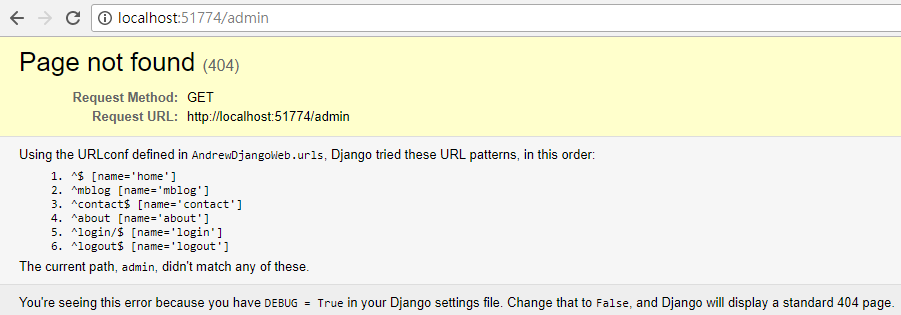 localhost:51774/admin
Page not found (404)
Request Method: GET
Request URL: http://localhost:51774/admin
Using the URLconf defined in AndrewDjangoWeb.urls, Django tried these URL patterns, in this order:
1. ^$ [name='home']
2. ^mblog [name='mblog']
3. ^contact$ [name='contact']
4. ^about [name='about']
5. ^login/$ [name='login']
6. ^logout$ [name='logout']
The current path, admin, didn't match any of these.
You're seeing this error because you have DEBUG = True in your Django settings file. Change that to False, and Django will display a standard 404 page.